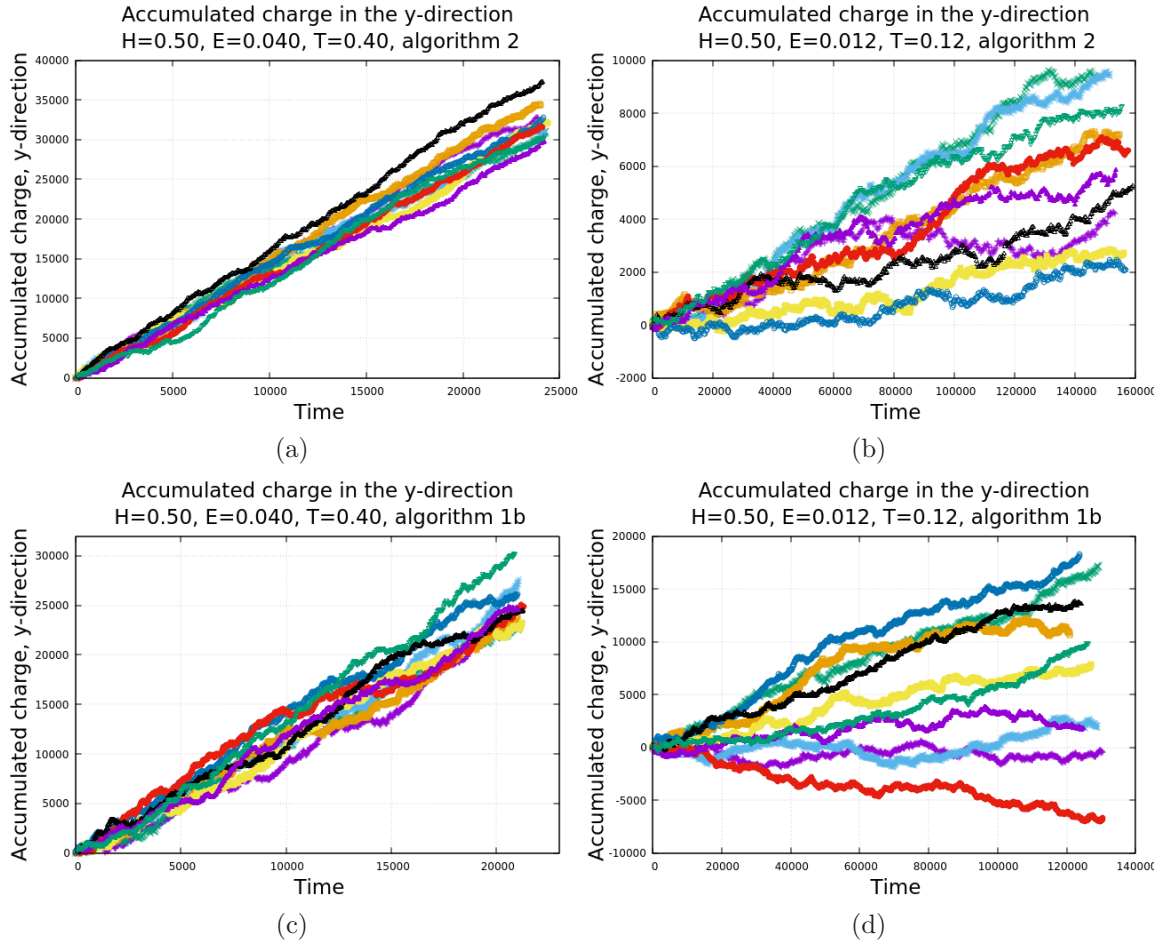 Accumulated charge in the y-direction
H=0.50, E=0.040, T=0.40, algorithm 2
Accumulated charge, y-direction
40000
35000
30000
25000
20000
15000
10000
5000
0
0 5000 10000 15000 20000 25000
Time
(a)
Accumulated charge in the y-direction
H=0.50, E=0.012, T=0.12, algorithm 2
Accumulated charge, y-direction
10000
8000
6000
4000
2000
0
-2000
0 20000 40000 60000 80000 100000 120000 140000 160000
Time
(b)
Accumulated charge in the y-direction
H=0.50, E=0.040, T=0.40, algorithm 1b
Accumulated charge, y-direction
30000
25000
20000
15000
10000
5000
0
0 5000 10000 15000 20000
Time
(c)
Accumulated charge in the y-direction
H=0.50, E=0.012, T=0.12, algorithm 1b
Accumulated charge, y-direction
20000
15000
10000
5000
0
-5000
-10000
0 20000 40000 60000 80000 100000 120000 140000
Time
(d)